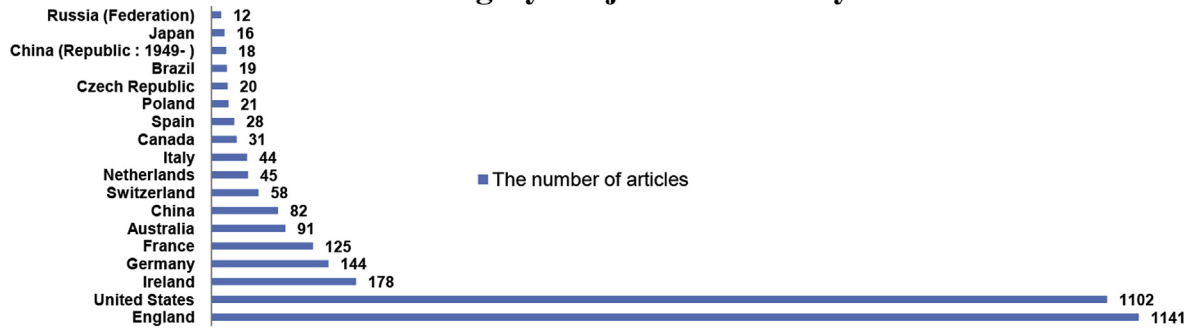 Russia (Federation) 12
Japan 16
China (Republic : 1949- ) 18
Brazil 19
Czech Republic 20
Poland 21
Spain 28
Canada 31
Italy 44
Netherlands 45
The number of articles
Switzerland 58
China 82
Australia 91
France 125
Germany 144
Ireland 178
United States 1102
England 1141